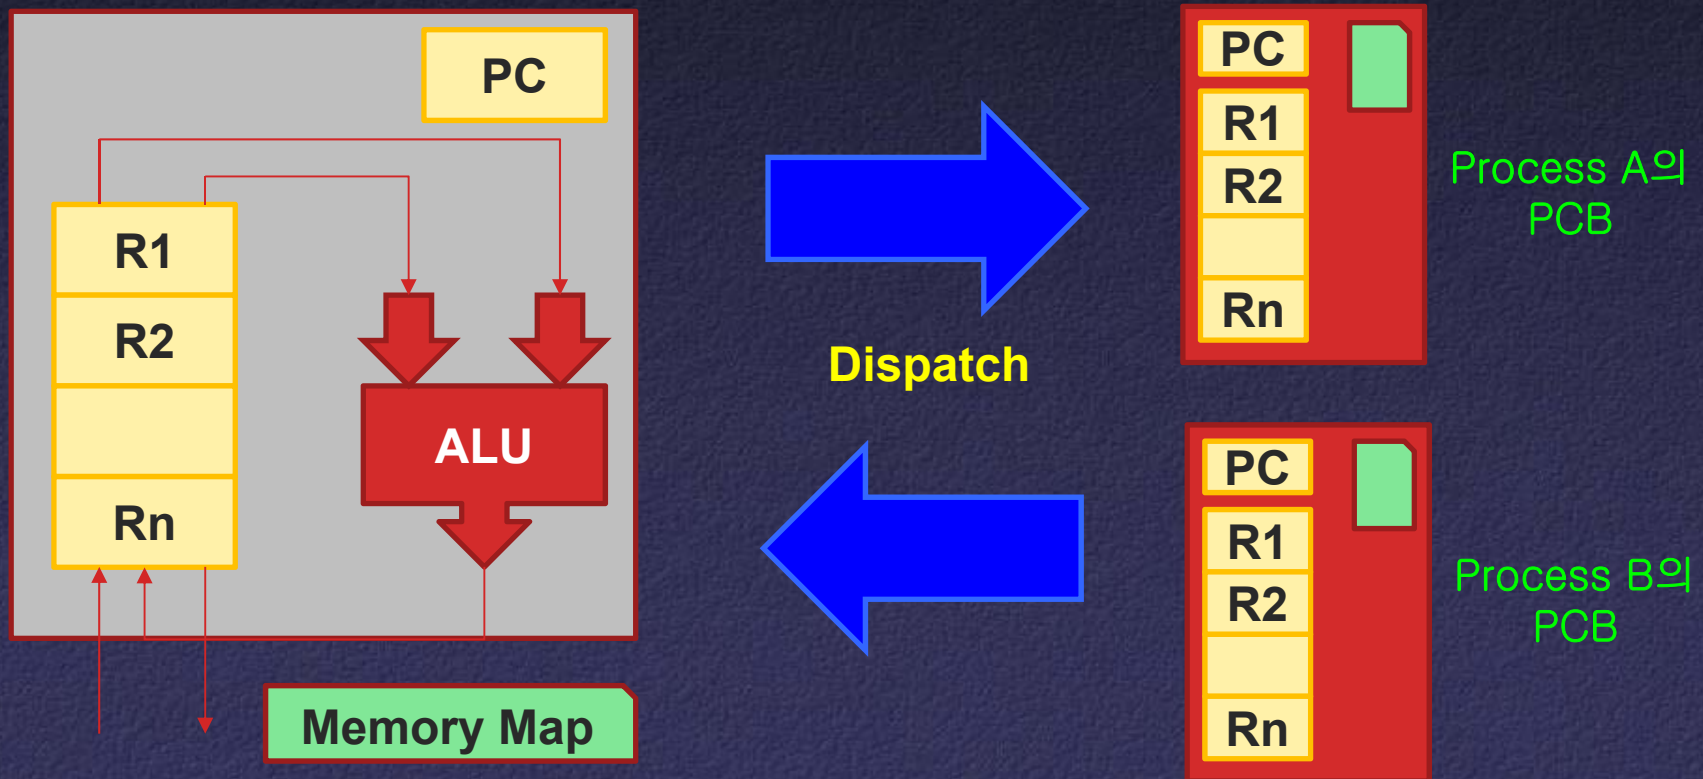 PC
R1
R2
Rn
ALU
Memory Map
Dispatch
PC
R1
R2
Rn
Process A의
PCB
PC
R1
R2
Rn
Process B의
PCB